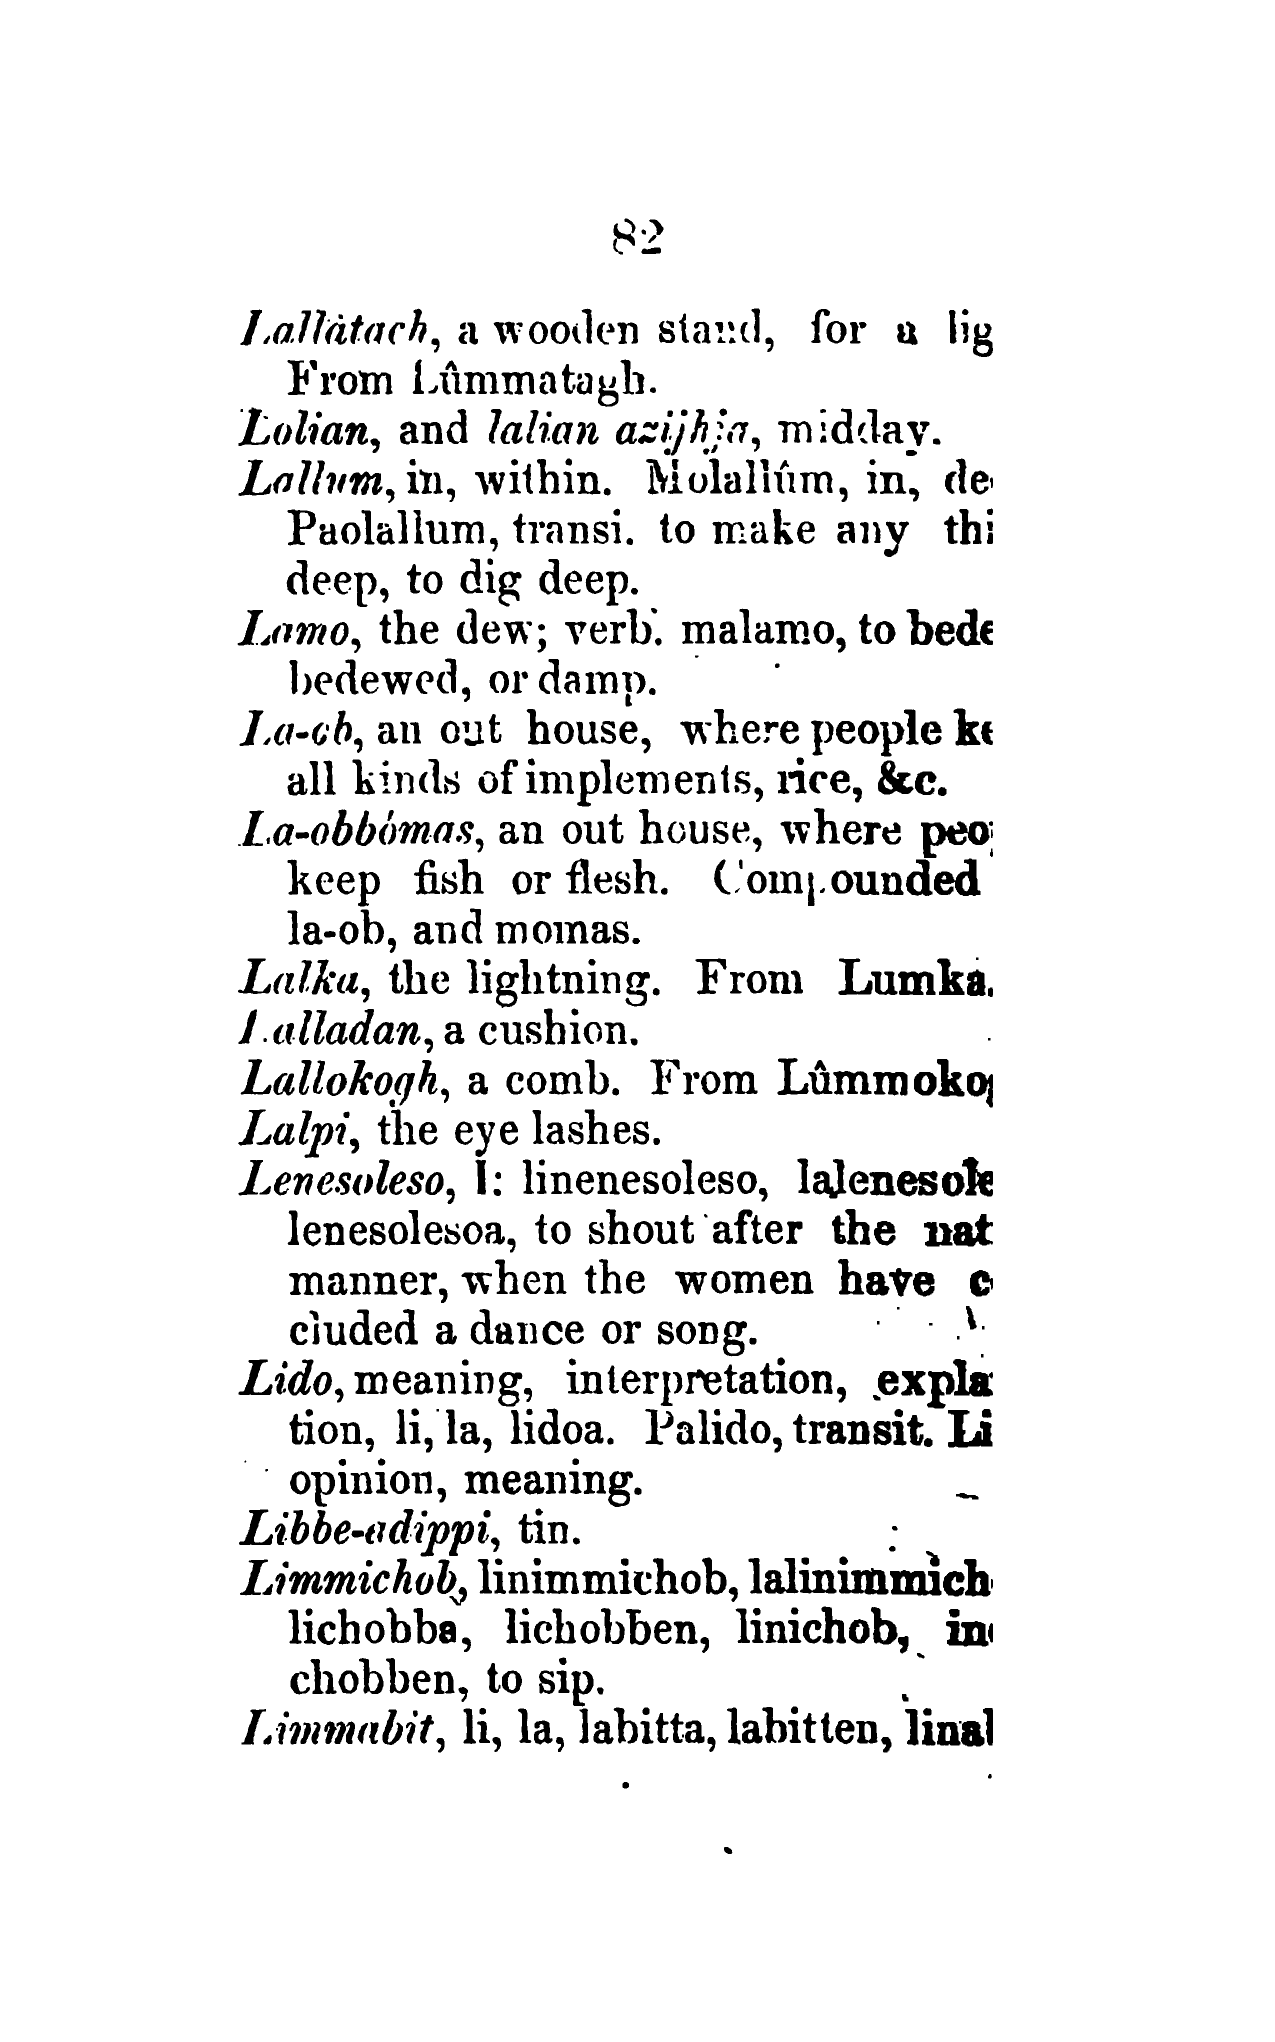 82
Lallàtach, a wooden stand, for a lig
From Lûmmatagh.
Lolian, and lalian azijhja, midday.
Lallum, in, within. Molallûm, in, de
Paolallum, transi. to make any thi
deep, to dig deep.
Lamo, the dew; verb. malamo, to bede
bedewed, or damp.
La-ob, an out house, where people ke
all kinds of implements, rice, &c.
La-obbómas, an out house, where peo
keep fish or flesh. Compounded
la-ob, and momas.
Lalka, the lightning. From Lumka.
Lalladan, a cushion.
Lallokogh, a comb. From Lûmmoko
Lalpi, the eye lashes.
Lenesoleso, I: linenesoleso, lalenesole
lenesolesoa, to shout after the nat
manner, when the women have c
cluded a dance or song.
Lido, meaning, interpretation, expla
tion, li, la, lidoa. Palido, transit. Li
opinion, meaning.
Libbe-adippi, tin.
Limmichob, linimmichob, lalinimmich
lichobba, lichobben, linichob, in
chobben, to sip.
Limmabit, li, la, labitta, labitten, linal